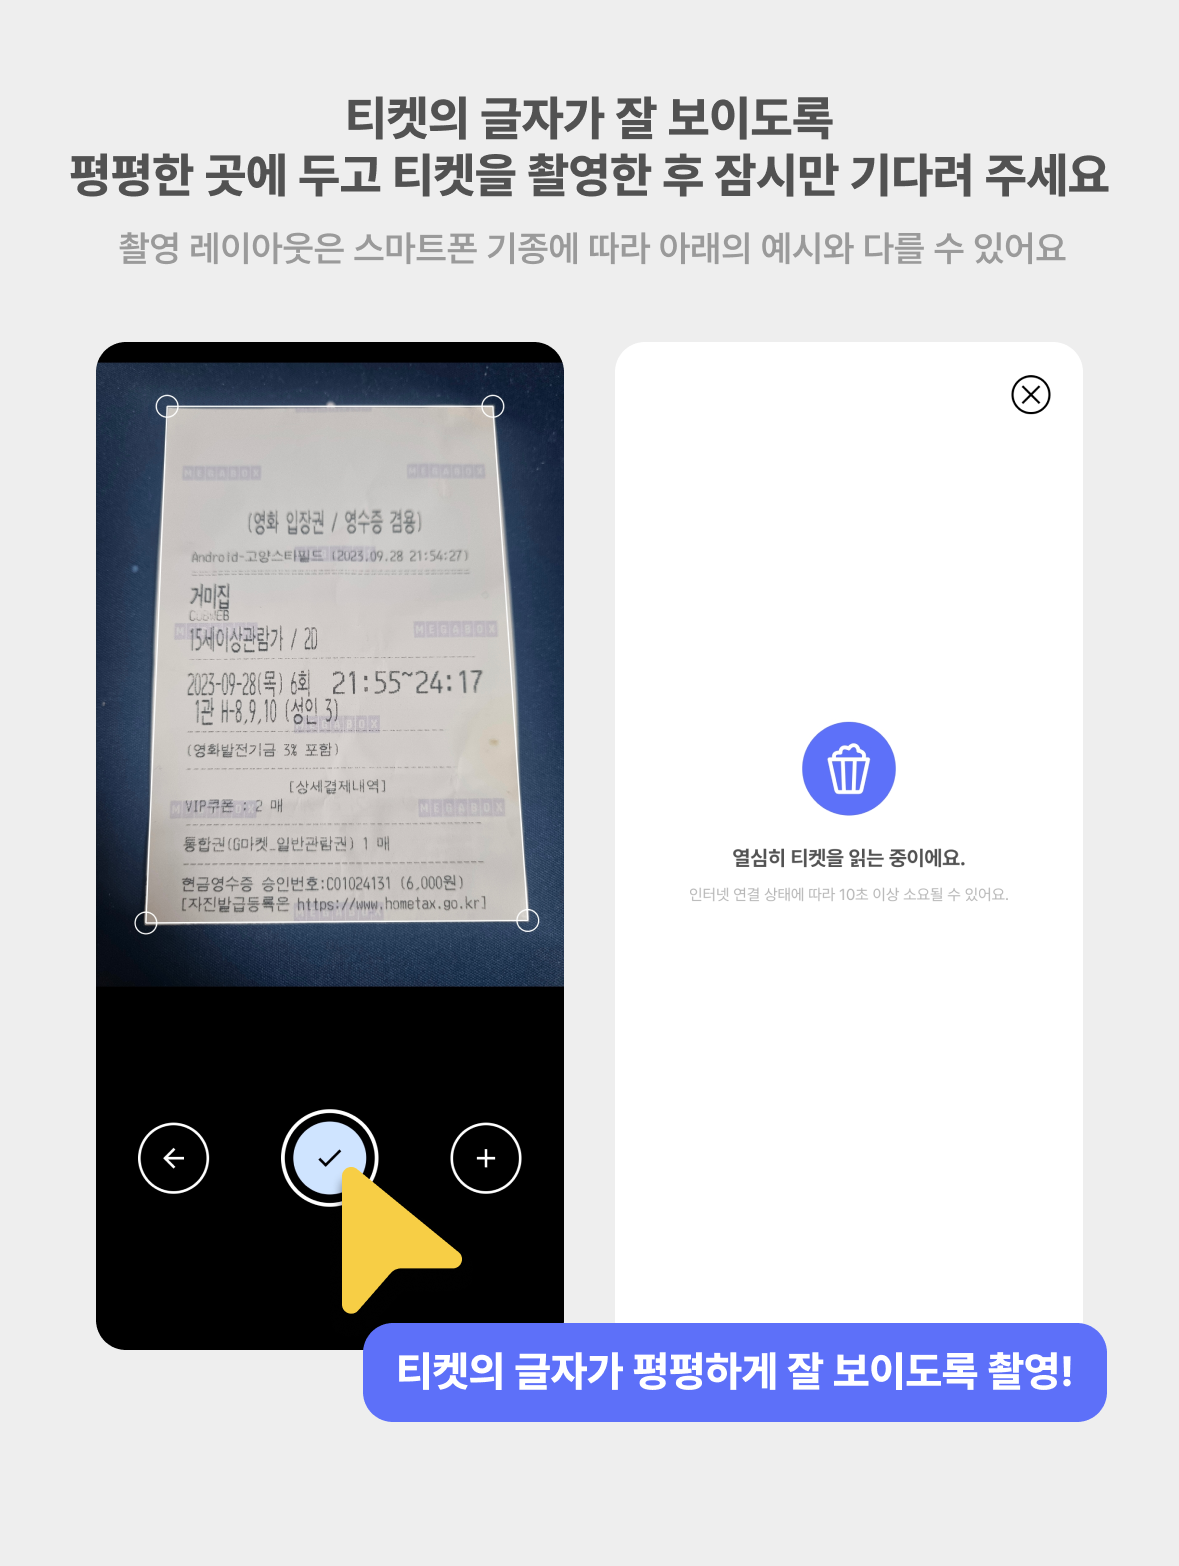 티켓의 글자가 잘 보이도록
평평한 곳에 두고 티켓을 촬영한 후 잠시만 기다려 주세요
촬영 레이아웃은 스마트폰 기종에 따라 아래의 예시와 다를 수 있어요
MEGABOX MEGABOX
(영화 입장권 / 영수증 겸용)
Android-고양스타필드 (2023.09.28 21:54:27)
거미집
COBWEB
MEGABOX MEGABOX
15세이상관람가 / 2D
2023-09-28(목) 6회 21:55~24:17
1관 H-8,9,10 (성인 3)
MEGABOX
(영화발전기금 3% 포함)
[상세결제내역]
VIP쿠폰 : 2 매
MEGABOX MEGABOX
통합권(G마켓_일반관람권) 1 매
현금영수증 승인번호:C01024131 (6,000원)
[자진발급등록은 https://www.hometax.go.kr]
MEGABOX
열심히 티켓을 읽는 중이에요.
인터넷 연결 상태에 따라 10초 이상 소요될 수 있어요.
티켓의 글자가 평평하게 잘 보이도록 촬영!